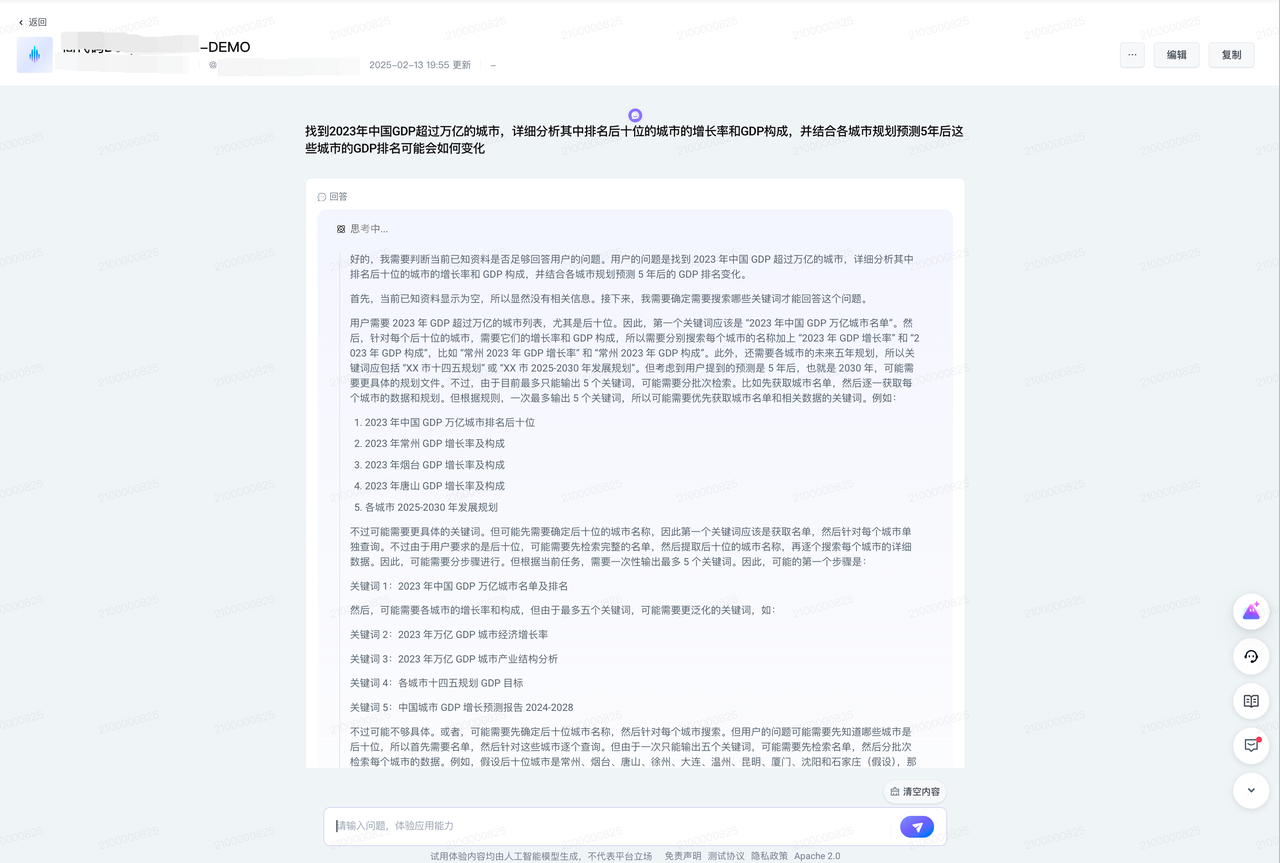 返回
-DEMO
@
2025-02-13 19:55 更新
–
编辑
复制
找到2023年中国GDP超过万亿的城市，详细分析其中排名后十位的城市的增长率和GDP构成，并结合各城市规划预测5年后这
些城市的GDP排名可能会如何变化
回答
思考中...
好的，我需要判断当前已知资料是否足够回答用户的问题。用户的问题是找到 2023 年中国 GDP 超过万亿的城市，详细分析其中
排名后十位的城市的增长率和 GDP 构成，并结合各城市规划预测 5 年后的 GDP 排名变化。
首先，当前已知资料显示为空，所以显然没有相关信息。接下来，我需要确定需要搜索哪些关键词才能回答这个问题。
用户需要 2023 年 GDP 超过万亿的城市列表，尤其是后十位。因此，第一个关键词应该是 “2023 年中国 GDP 万亿城市名单”。然
后，针对每个后十位的城市，需要它们的增长率和 GDP 构成，所以需要分别搜索每个城市的名称加上 “2023 年 GDP 增长率” 和 “2
023 年 GDP 构成”，比如 “常州 2023 年 GDP 增长率” 和 “常州 2023 年 GDP 构成”。此外，还需要各城市的未来五年规划，所以关
键词应包括 “XX 市十四五规划” 或 “XX 市 2025-2030 年发展规划”。但考虑到用户提到的预测是 5 年后，也就是 2030 年，可能需
要更具体的规划文件。不过，由于目前最多只能输出 5 个关键词，可能需要分批次检索。比如先获取城市名单，然后逐一获取每
个城市的数据和规划。但根据规则，一次最多输出 5 个关键词，所以可能需要优先获取城市名单和相关数据的关键词。例如：
1. 2023 年中国 GDP 万亿城市排名后十位
2. 2023 年常州 GDP 增长率及构成
3. 2023 年烟台 GDP 增长率及构成
4. 2023 年唐山 GDP 增长率及构成
5. 各城市 2025-2030 年发展规划
不过可能需要更具体的关键词。但可能先需要确定后十位的城市名称，因此第一个关键词应该是获取名单，然后针对每个城市单
独查询。不过由于用户要求的是后十位，可能需要先检索完整的名单，然后提取后十位的城市名称，再逐个搜索每个城市的详细
数据。因此，可能需要分步骤进行。但根据当前任务，需要一次性输出最多 5 个关键词。因此，可能的第一个步骤是：
关键词 1：2023 年中国 GDP 万亿城市名单及排名
然后，可能需要各城市的增长率和构成，但由于最多五个关键词，可能需要更泛化的关键词，如：
关键词 2：2023 年万亿 GDP 城市经济增长率
关键词 3：2023 年万亿 GDP 城市产业结构分析
关键词 4：各城市十四五规划 GDP 目标
关键词 5：中国城市 GDP 增长预测报告 2024-2028
不过可能不够具体。或者，可能需要先确定后十位城市名称，然后针对每个城市搜索。但用户的问题可能需要先知道哪些城市是
后十位，所以首先需要名单，然后针对这些城市逐个查询。但由于一次只能输出五个关键词，可能需要先检索名单，然后分批次
检索每个城市的数据。例如，假设后十位城市是常州、烟台、唐山、徐州、大连、温州、昆明、厦门、沈阳和石家庄（假设），那
清空内容
请输入问题，体验应用能力
试用体验内容均由人工智能模型生成，不代表平台立场 免责声明 测试协议 隐私政策 Apache 2.0
2100000825